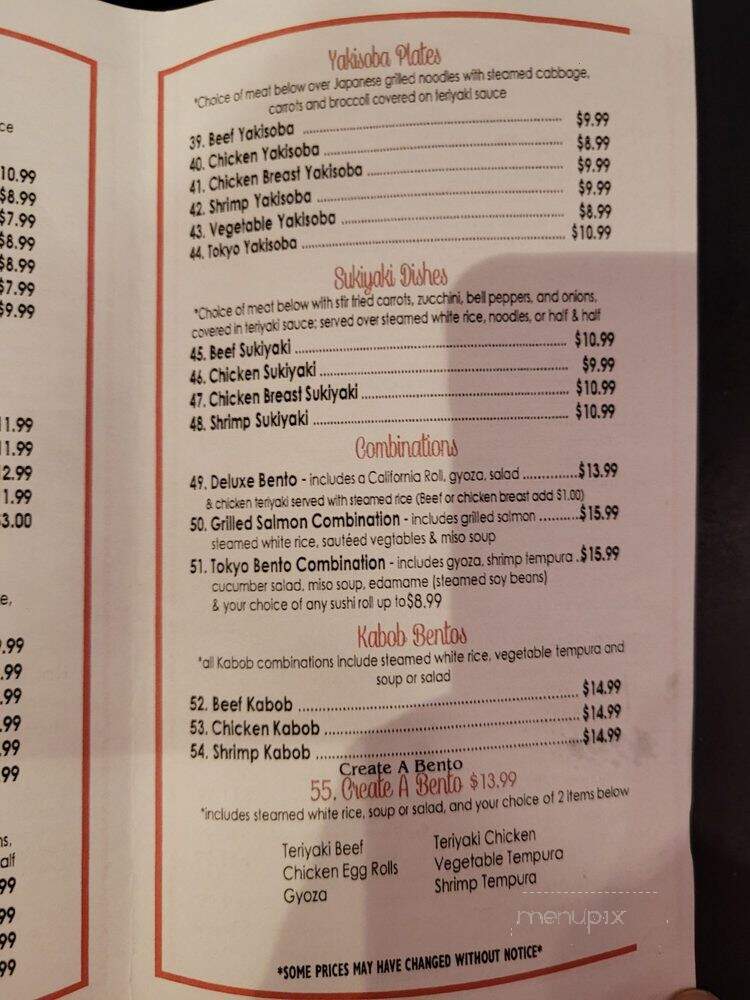 ce
10.99
$8.99
$7.99
$8.99
$8.99
$7.99
$9.99
11.99
11.99
2.99
1.99
$3.00
e,
.99
.99
.99
.99
.99
99
ns,
alf
99
99
99
99
Yakisoba Plates
*Choice of meat below over Japanese grilled noodles with steamed cabbage,
carrots and broccoli covered on teriyaki sauce
39. Beef Yakisoba ........ $9.99
40. Chicken Yakisoba ........ $8.99
41. Chicken Breast Yakisoba ........ $9.99
42. Shrimp Yakisoba ........ $9.99
43. Vegetable Yakisoba ........ $8.99
44. Tokyo Yakisoba ........ $10.99
Sukiyaki Dishes
*Choice of meat below with stir fried carrots, zucchini, bell peppers, and onions,
covered in teriyaki sauce; served over steamed white rice, noodles, or half & half
45. Beef Sukiyaki ........ $10.99
46. Chicken Sukiyaki ........ $9.99
47. Chicken Breast Sukiyaki ........ $10.99
48. Shrimp Sukiyaki ........ $10.99
Combinations
49. Deluxe Bento - includes a California Roll, gyoza, salad .............$13.99
& chicken teriyaki served with steamed rice (Beef or chicken breast add $1.00)
50. Grilled Salmon Combination - includes grilled salmon ..........$15.99
steamed white rice, sautéed vegtables & miso soup
51. Tokyo Bento Combination - includes gyoza, shrimp tempura .$15.99
cucumber salad, miso soup, edamame (steamed soy beans)
& your choice of any sushi roll up to $8.99
Kabob Bentos
*all Kabob combinations include steamed white rice, vegetable tempura and
soup or salad
52. Beef Kabob ........ $14.99
53. Chicken Kabob ........ $14.99
54. Shrimp Kabob ........ $14.99
Create A Bento
55. Create A Bento $13.99
*includes steamed white rice, soup or salad, and your choice of 2 items below
Teriyaki Beef
Chicken Egg Rolls
Gyoza
Teriyaki Chicken
Vegetable Tempura
Shrimp Tempura
menupix
*SOME PRICES MAY HAVE CHANGED WITHOUT NOTICE*